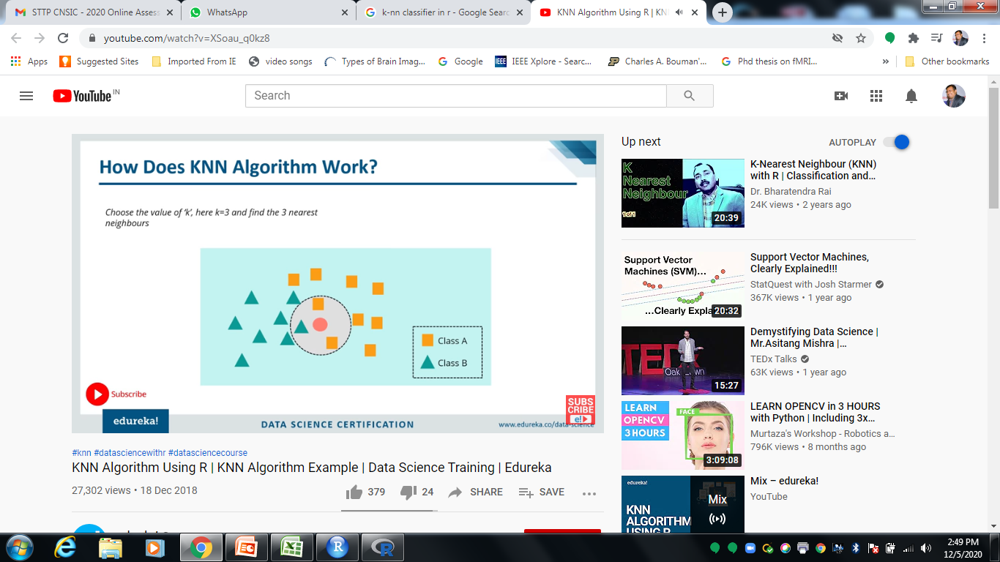 STTP CNSIC - 2020 Online Assess
WhatsApp
k-nn classifier in r - Google Searc
KNN Algorithm Using R | KN
youtube.com/watch?v=XSoau_q0kz8
Apps
Suggested Sites
Imported From IE
video songs
Types of Brain Imag...
Google
IEEE
IEEE Xplore - Searc...
Charles A. Bouman'...
Phd thesis on fMRI...
»
Other bookmarks
YouTube IN
Search
How Does KNN Algorithm Work?
Choose the value of 'k', here k=3 and find the 3 nearest
neighbours
Class A
Class B
Subscribe
edureka!
DATA SCIENCE CERTIFICATION
SUBS
CRIBE
e!
www.edureka.co/data-science
#knn #datasciencewithr #datasciencecourse
KNN Algorithm Using R | KNN Algorithm Example | Data Science Training | Edureka
27,302 views • 18 Dec 2018
379
24
SHARE
SAVE
Up next
AUTOPLAY
K
Nearest
Neighbour
20:39
K-Nearest Neighbour (KNN)
with R | Classification and...
Dr. Bharatendra Rai
24K views • 2 years ago
Support Vector
Machines (SVM)...
...Clearly Expla
20:32
Support Vector Machines,
Clearly Explained!!!
StatQuest with Josh Starmer
367K views • 1 year ago
TEDx
15:27
Demystifying Data Science |
Mr.Asitang Mishra |...
TEDx Talks
63K views • 1 year ago
LEARN
OPENCV
3 HOURS
FACE
3:09:08
LEARN OPENCV in 3 HOURS
with Python | Including 3x...
Murtaza's Workshop - Robotics a...
796K views • 8 months ago
edureka!
KNN
ALGORITHM
USING R
Mix
Mix – edureka!
YouTube
2:49 PM
12/5/2020